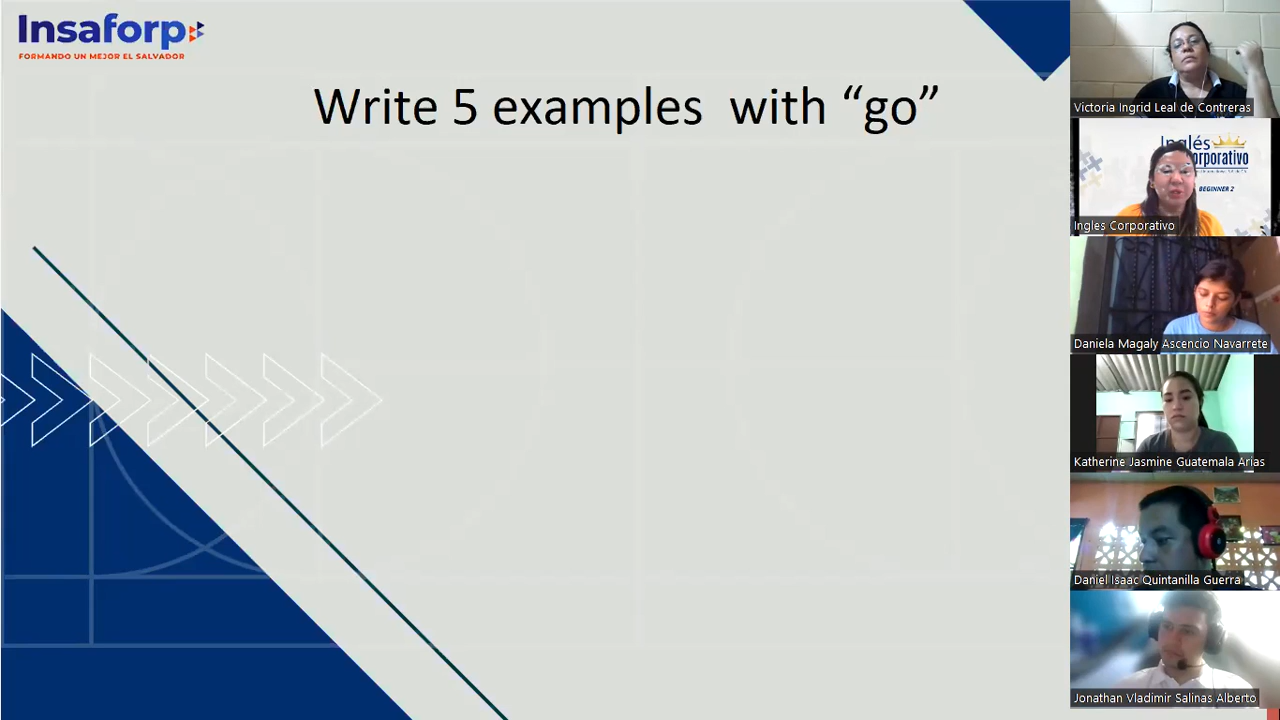 Insaforp
FORMANDO UN MEJOR EL SALVADOR
Write 5 examples with “go”
Victoria Ingrid Leal de Contreras
Inglés
Corporativo
BEGINNER 2
Ingles Corporativo
Daniela Magaly Ascencio Navarrete
Katherine Jasmine Guatemala Arias
Daniel Isaac Quintanilla Guerra
Jonathan Vladimir Salinas Alberto